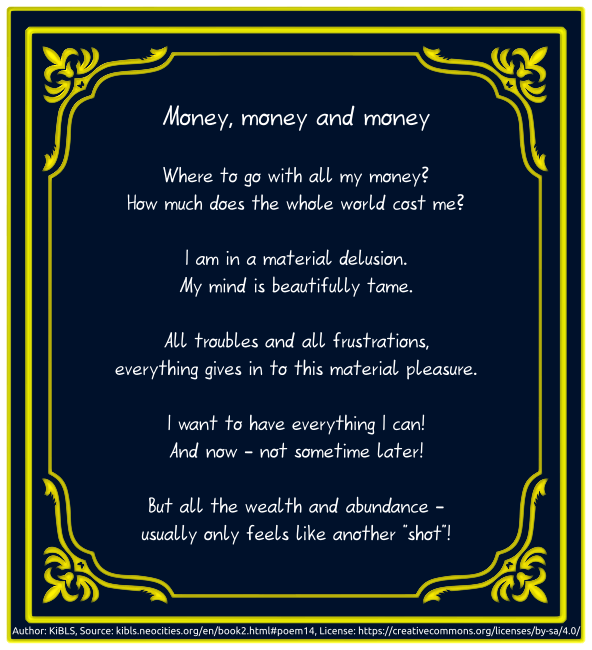 Money, money and money
Where to go with all my money?
How much does the whole world cost me?
I am in a material delusion.
My mind is beautifully tame.
All troubles and all frustrations,
everything gives in to this material pleasure.
I want to have everything I can!
And now – not sometime later!
But all the wealth and abundance –
usually only feels like another "shot"!
Author: KiBLS, Source: kibls.neocities.org/en/book2.html#poem14, License: https://creativecommons.org/licenses/by-sa/4.0/